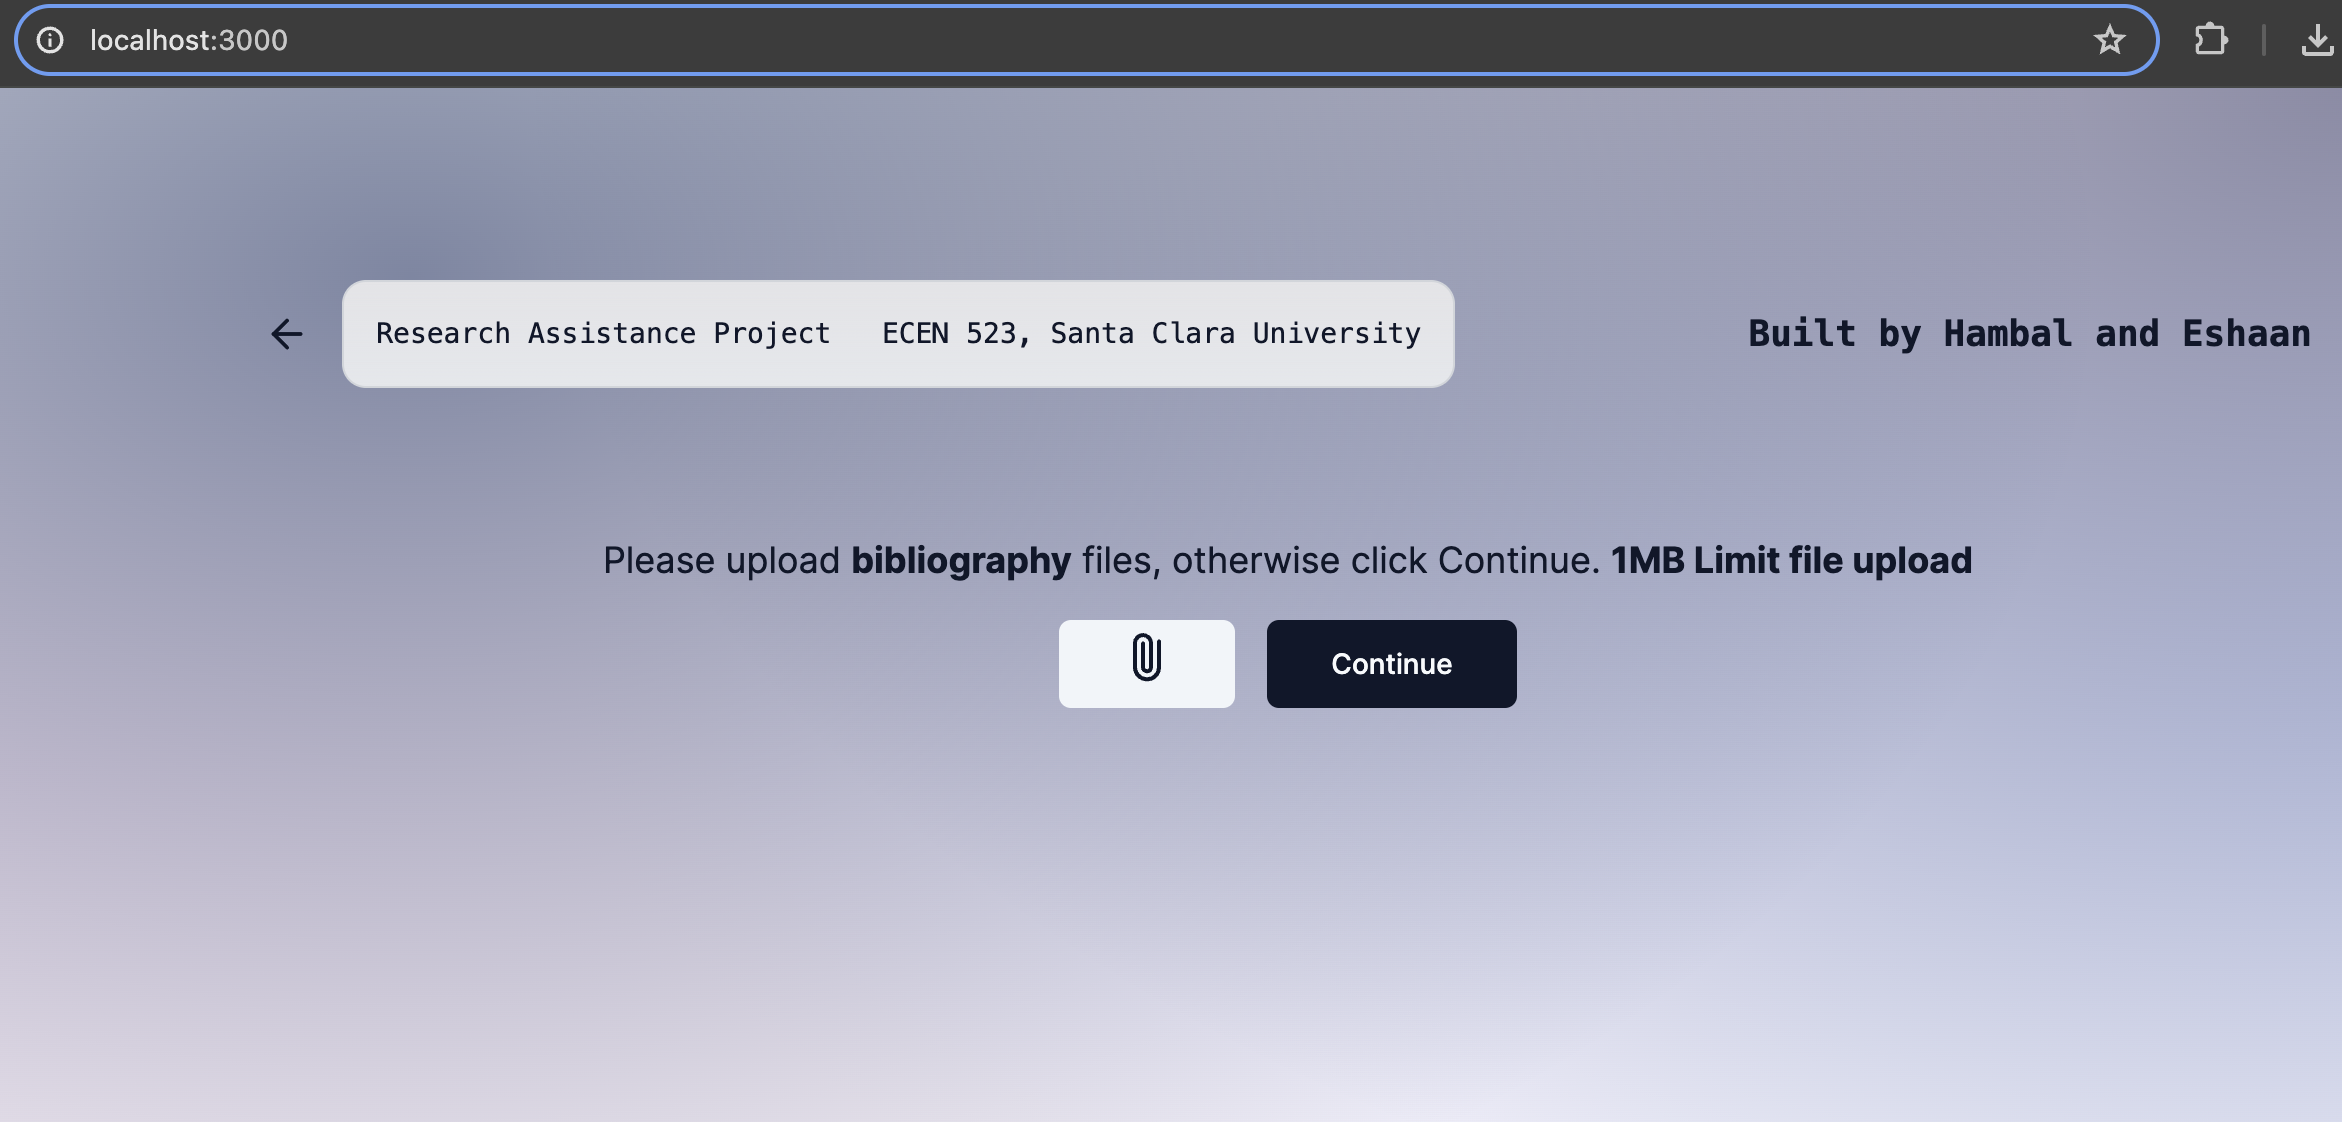 localhost:3000
Research Assistance Project   ECEN 523, Santa Clara University
Built by Hambal and Eshaan
Please upload bibliography files, otherwise click Continue. 1MB Limit file upload
Continue